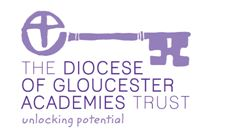 THE DIOCESE
OF GLOUCESTER
ACADEMIES TRUST
unlocking potential